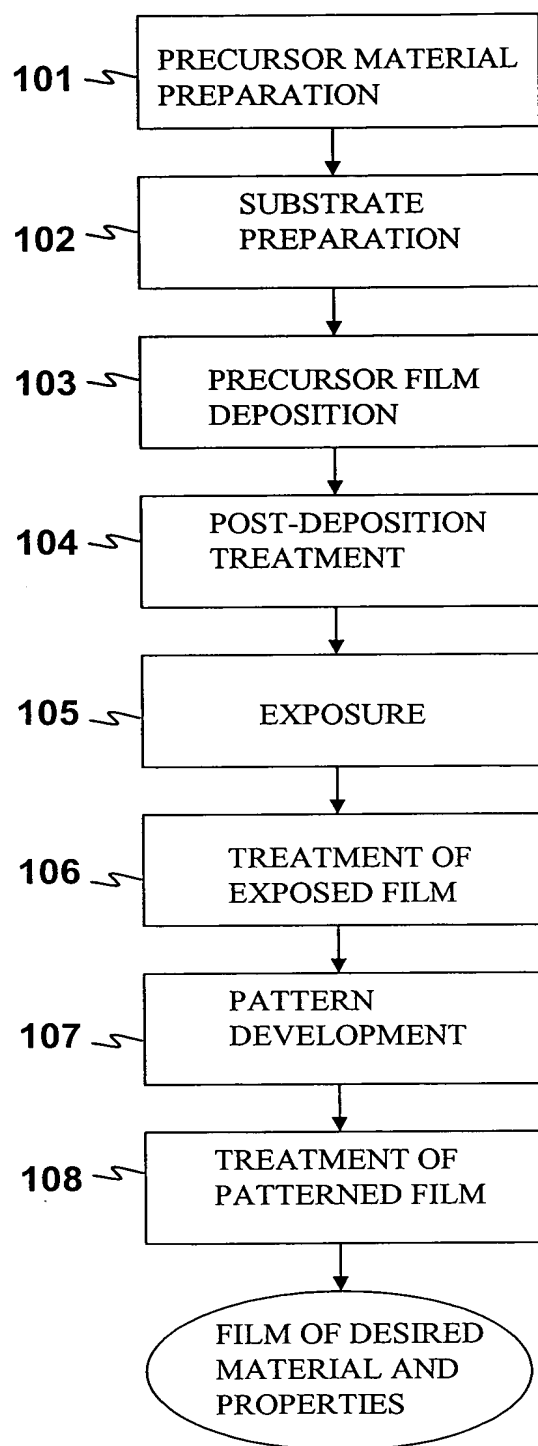 101
PRECURSOR MATERIAL
PREPARATION
102
SUBSTRATE
PREPARATION
103
PRECURSOR FILM
DEPOSITION
104
POST-DEPOSITION
TREATMENT
105
EXPOSURE
106
TREATMENT OF
EXPOSED FILM
107
PATTERN
DEVELOPMENT
108
TREATMENT OF
PATTERNED FILM
FILM OF DESIRED
MATERIAL AND
PROPERTIES